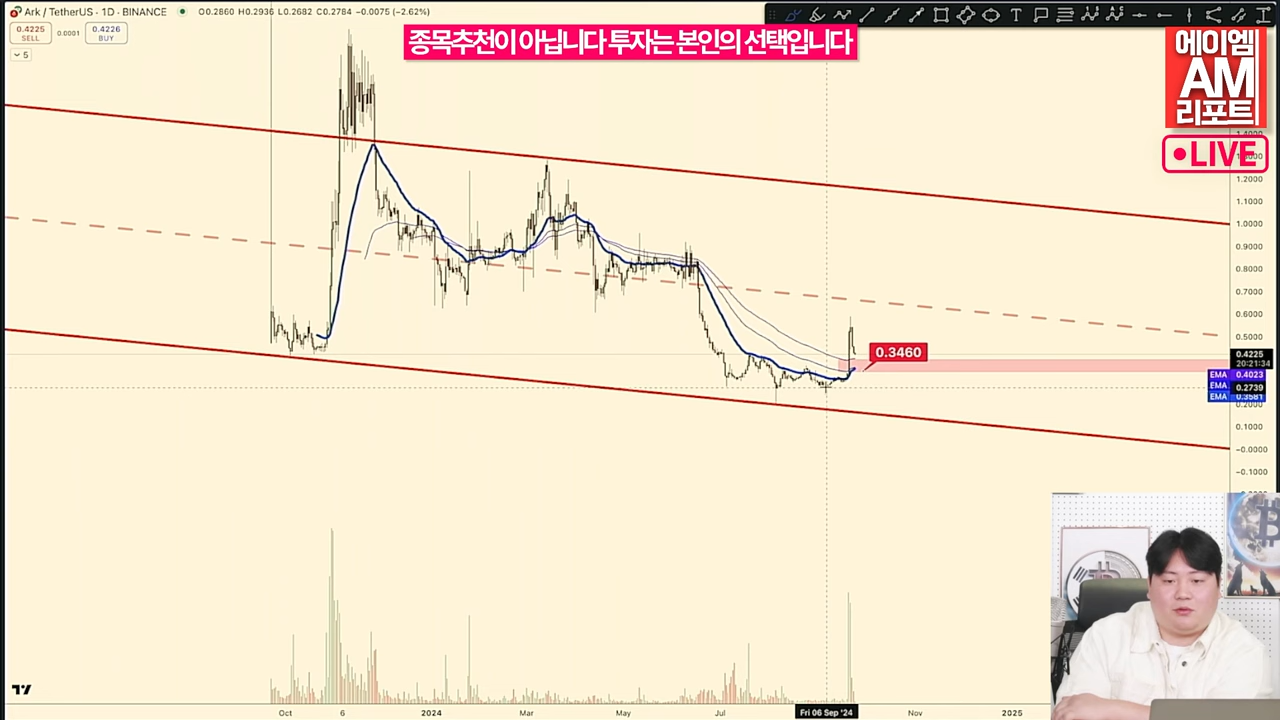 Ark / TetherUS · 1D · BINANCE
O0.2860 H0.2936 L0.2682 C0.2784 −0.0075 (−2.62%)
0.4225
SELL
0.0001
0.4226
BUY
5
종목추천이 아닙니다 투자는 본인의 선택입니다
에이엠
AM
리포트
LIVE
1.2000
1.1000
1.0000
0.9000
0.8000
0.7000
0.6000
0.5000
0.3460
0.4225
20:21:34
EMA 0.4023
EMA 0.2739
EMA 0.3581
0.2000
0.1000
−0.0000
−0.1000
Oct
6
2024
Mar
May
Jul
Fri 06 Sep '24
Nov
2025